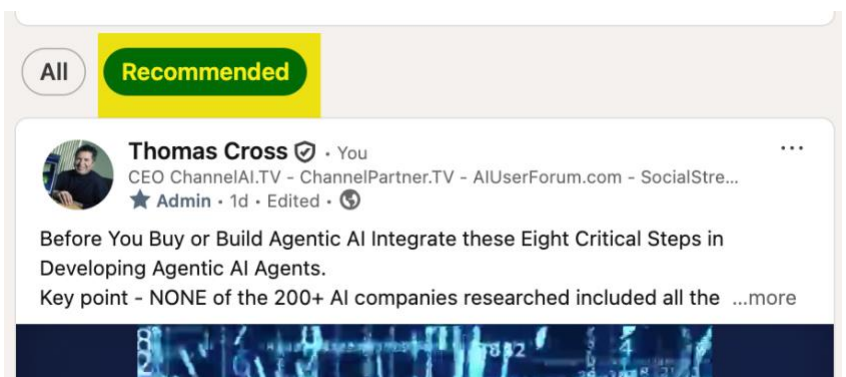 All
Recommended
Thomas Cross · You
CEO ChannelAI.TV - ChannelPartner.TV - AIUserForum.com - SocialStre...
Admin · 1d · Edited ·
Before You Buy or Build Agentic AI Integrate these Eight Critical Steps in
Developing Agentic AI Agents.
Key point - NONE of the 200+ AI companies researched included all the ...more